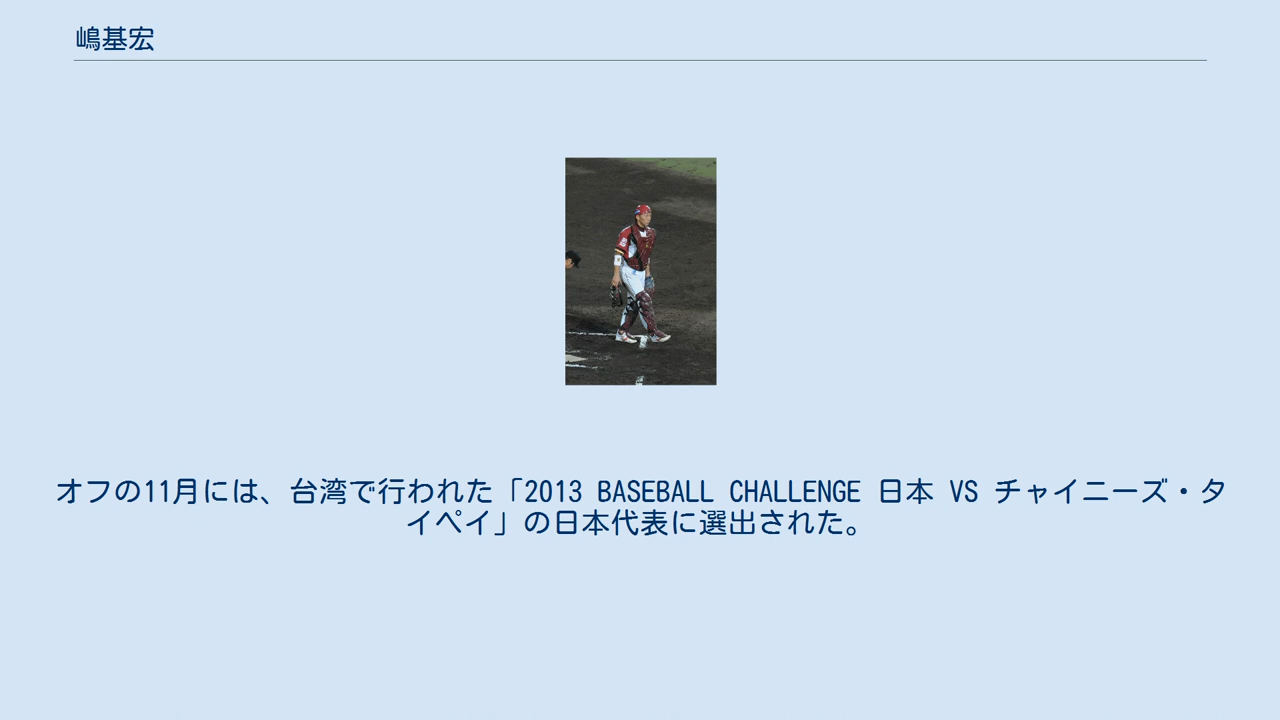 嶋基宏
オフの11月には、台湾で行われた「2013 BASEBALL CHALLENGE 日本 VS チャイニーズ・タ
イペイ」の日本代表に選出された。